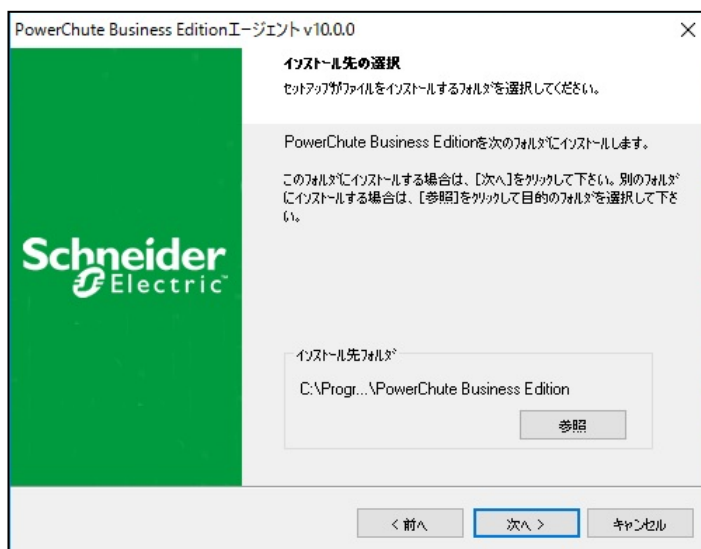 PowerChute Business Editionエージェント v10.0.0
インストール先の選択
セットアップがファイルをインストールするフォルダを選択してください。
PowerChute Business Editionを次のフォルダにインストールします。
このフォルダにインストールする場合は、[次へ]をクリックして下さい。別のフォルダ
にインストールする場合は、[参照]をクリックして目的のフォルダを選択して下さ
い。
Schneider
Electric™
インストール先フォルダ
C:\Progr...\PowerChute Business Edition
参照
< 前へ
次へ >
キャンセル